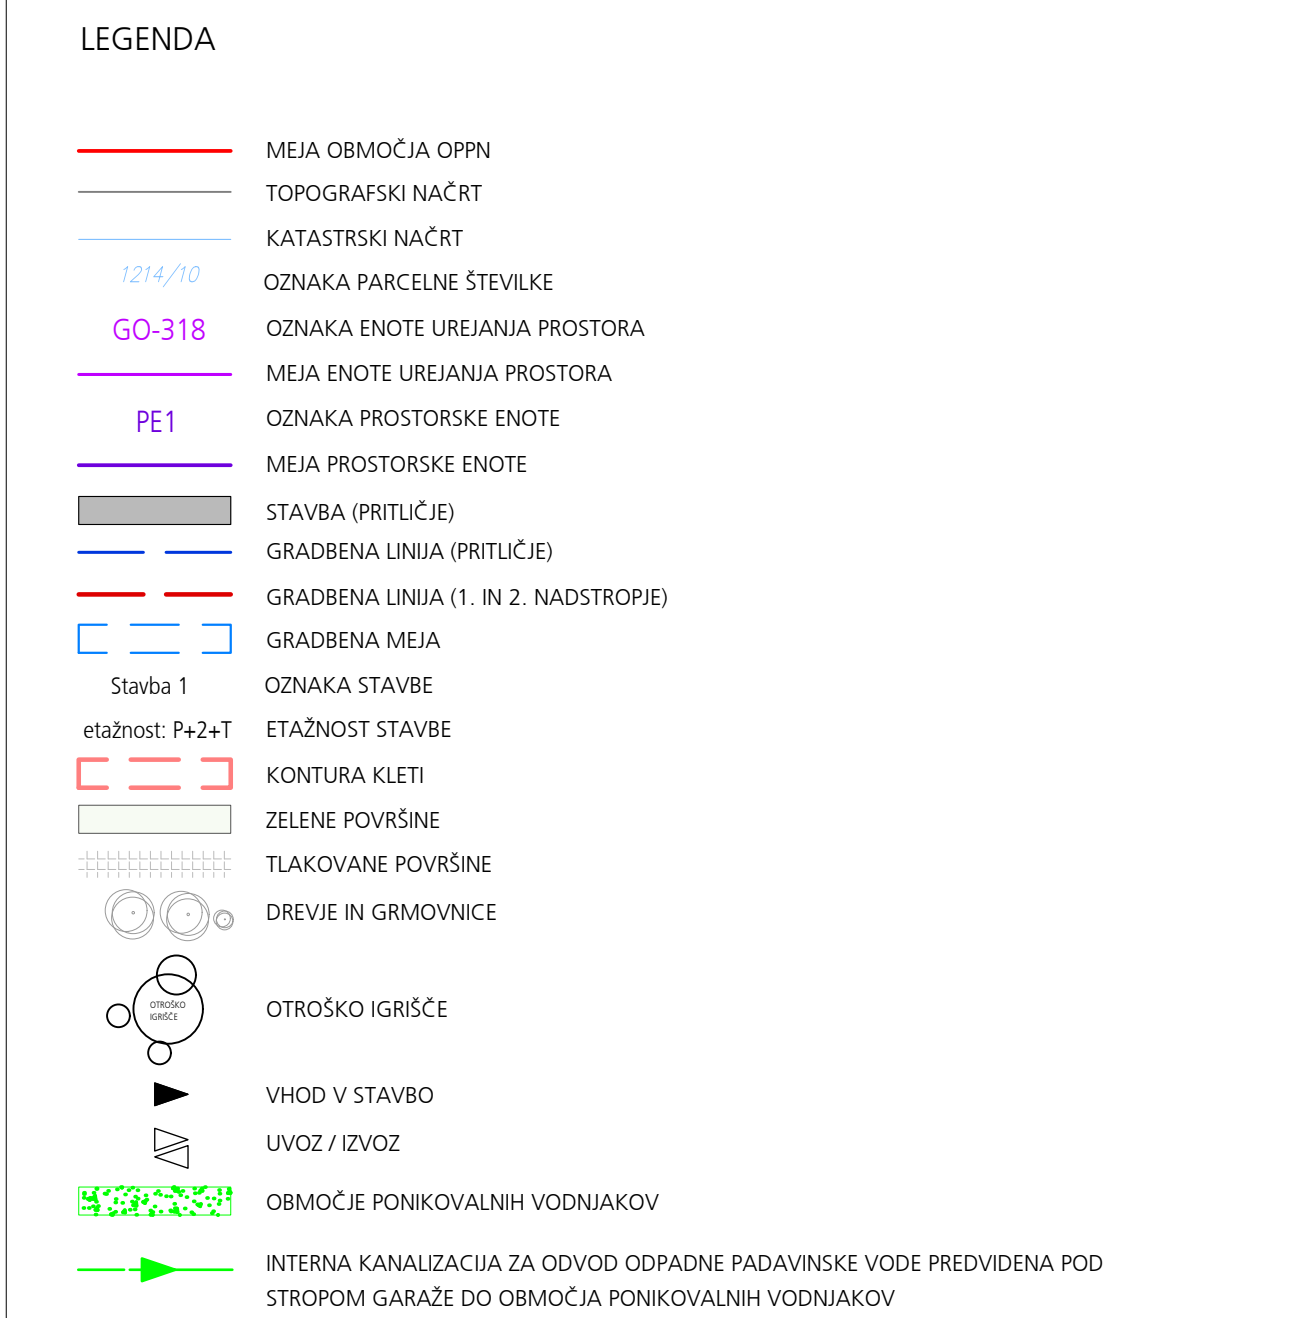 LEGENDA
MEJA OBMOČJA OPPN
TOPOGRAFSKI NAČRT
KATASTRSKI NAČRT
1214/10 OZNAKA PARCELNE ŠTEVILKE
GO-318 OZNAKA ENOTE UREJANJA PROSTORA
MEJA ENOTE UREJANJA PROSTORA
PE1 OZNAKA PROSTORSKE ENOTE
MEJA PROSTORSKE ENOTE
STAVBA (PRITLIČJE)
GRADBENA LINIJA (PRITLIČJE)
GRADBENA LINIJA (1. IN 2. NADSTROPJE)
GRADBENA MEJA
Stavba 1 OZNAKA STAVBE
etažnost: P+2+T ETAŽNOST STAVBE
KONTURA KLETI
ZELENE POVRŠINE
TLAKOVANE POVRŠINE
DREVJE IN GRMOVNICE
OTROŠKO
IGRIŠČE
OTROŠKO IGRIŠČE
VHOD V STAVBO
UVOZ / IZVOZ
OBMOČJE PONIKOVALNIH VODNJAKOV
INTERNA KANALIZACIJA ZA ODVOD ODPADNE PADAVINSKE VODE PREDVIDENA POD
STROPOM GARAŽE DO OBMOČJA PONIKOVALNIH VODNJAKOV